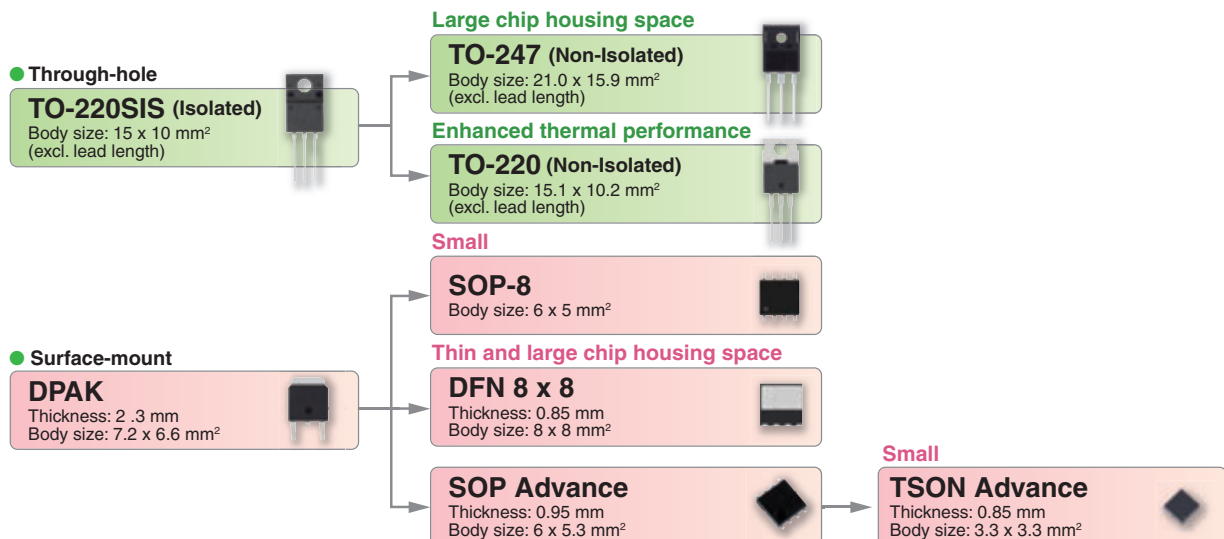 Large chip housing space
TO-247 (Non-Isolated)
Body size: 21.0 x 15.9 mm²
(excl. lead length)
Through-hole
TO-220SIS (Isolated)
Body size: 15 x 10 mm²
(excl. lead length)
Enhanced thermal performance
TO-220 (Non-Isolated)
Body size: 15.1 x 10.2 mm²
(excl. lead length)
Small
SOP-8
Body size: 6 x 5 mm²
Surface-mount
DPAK
Thickness: 2 .3 mm
Body size: 7.2 x 6.6 mm²
Thin and large chip housing space
DFN 8 x 8
Thickness: 0.85 mm
Body size: 8 x 8 mm²
SOP Advance
Thickness: 0.95 mm
Body size: 6 x 5.3 mm²
Small
TSON Advance
Thickness: 0.85 mm
Body size: 3.3 x 3.3 mm²